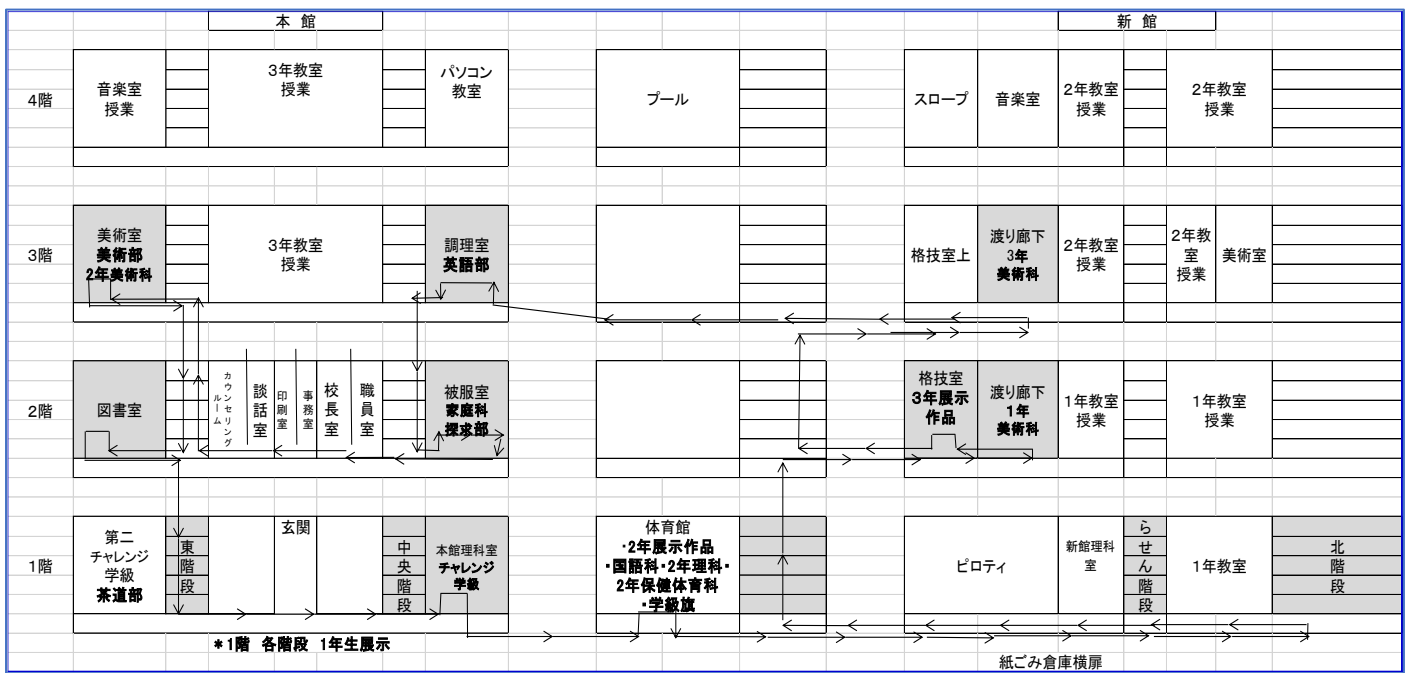 本 館
新 館
4階
音楽室
授業
3年教室
授業
パソコン
教室
プール
スロープ
音楽室
2年教室
授業
2年教室
授業
3階
美術室
美術部
2年美術科
3年教室
授業
調理室
英語部
格技室上
渡り廊下
3年
美術科
2年教室
授業
2年教
室
授業
美術室
2階
図書室
カウンセリング
ルーム
談話室
印刷室
事務室
校長室
職員室
被服室
家庭科
探求部
格技室
3年展示
作品
渡り廊下
1年
美術科
1年教室
授業
1年教室
授業
1階
第二
チャレンジ
学級
茶道部
東階段
玄関
中央階段
本館理科室
チャレンジ
学級
体育館
・2年展示作品
・国語科・2年理科・
2年保健体育科
・学級旗
ピロティ
新館理科
室
らせん階段
1年教室
北階段
*1階 各階段 1年生展示
紙ごみ倉庫横扉